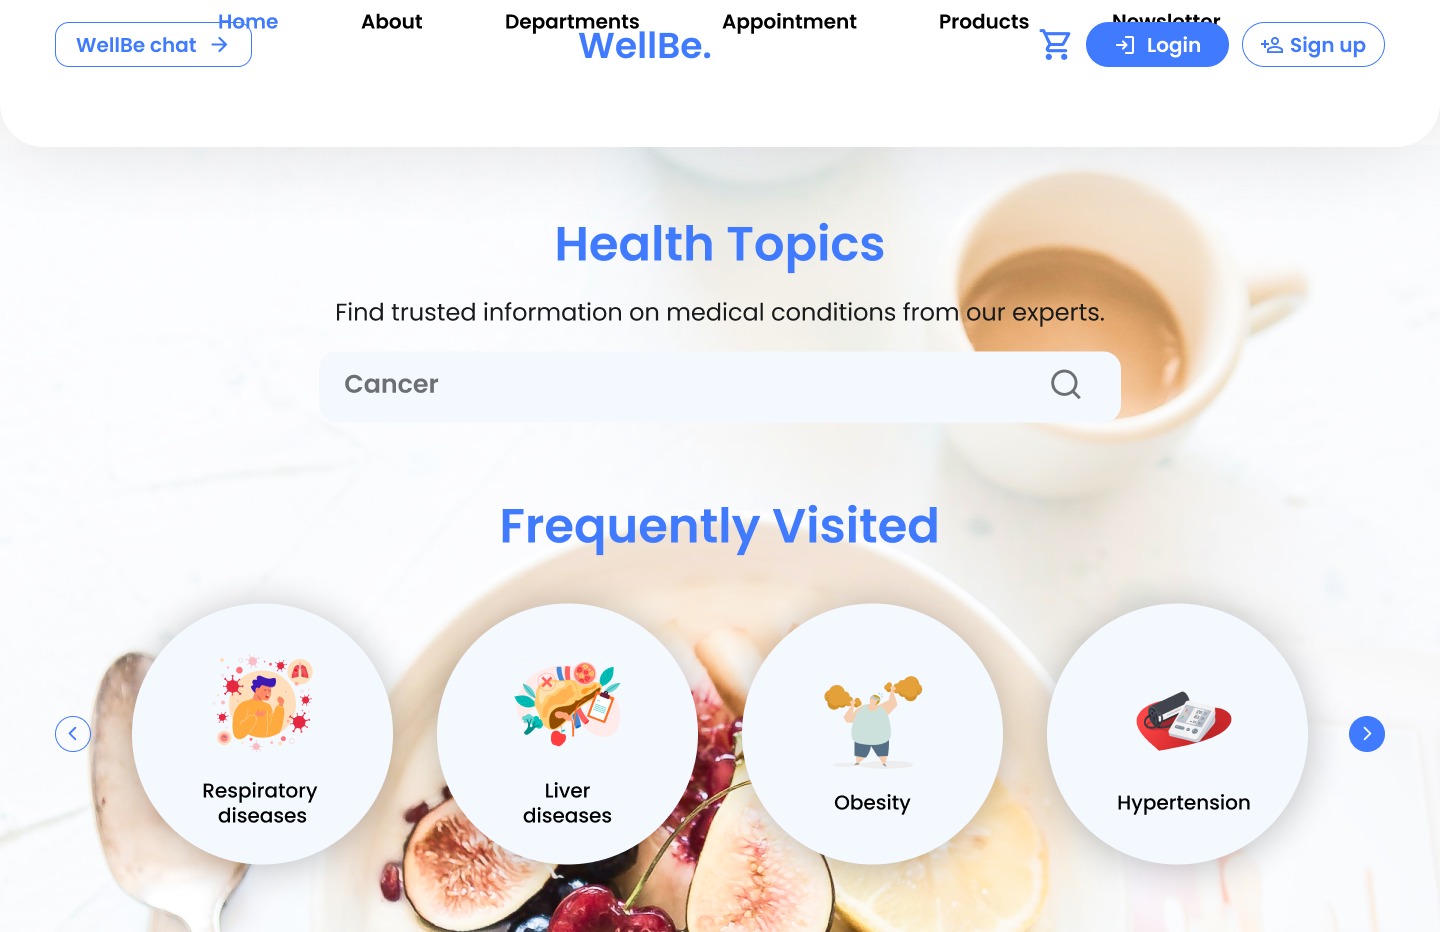 Home About Departments Appointment Products Newsletter
WellBe chat
WellBe.
Login
Sign up
Health Topics
Find trusted information on medical conditions from our experts.
Cancer
Frequently Visited
Respiratory
diseases
Liver
diseases
Obesity
Hypertension